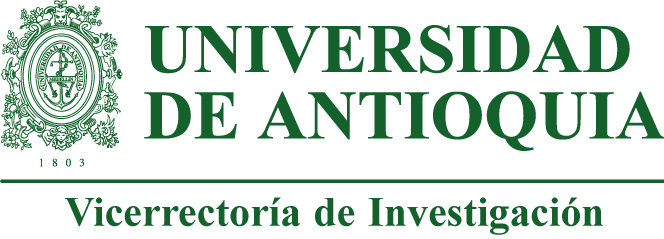 UNIVERSIDAD
DE ANTIOQUIA
1803
Vicerrectoría de Investigación